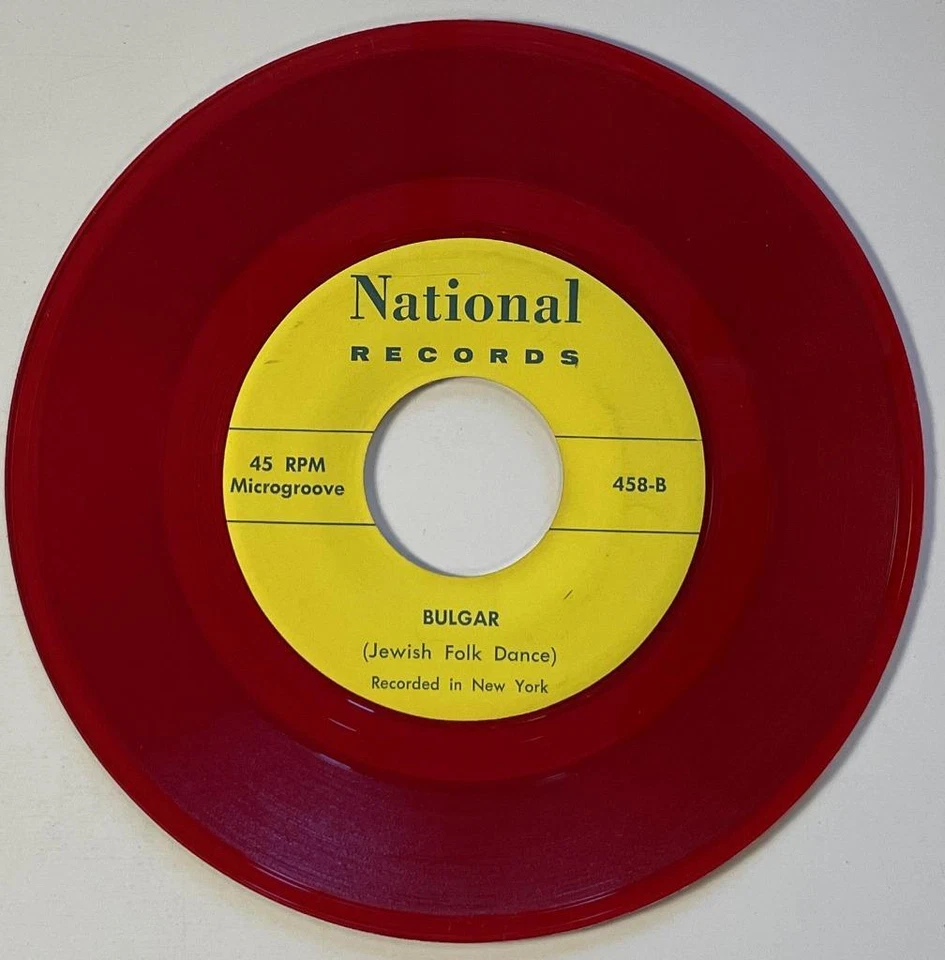 National
RECORDS
45 RPM
Microgroove
458-B
BULGAR
(Jewish Folk Dance)
Recorded in New York